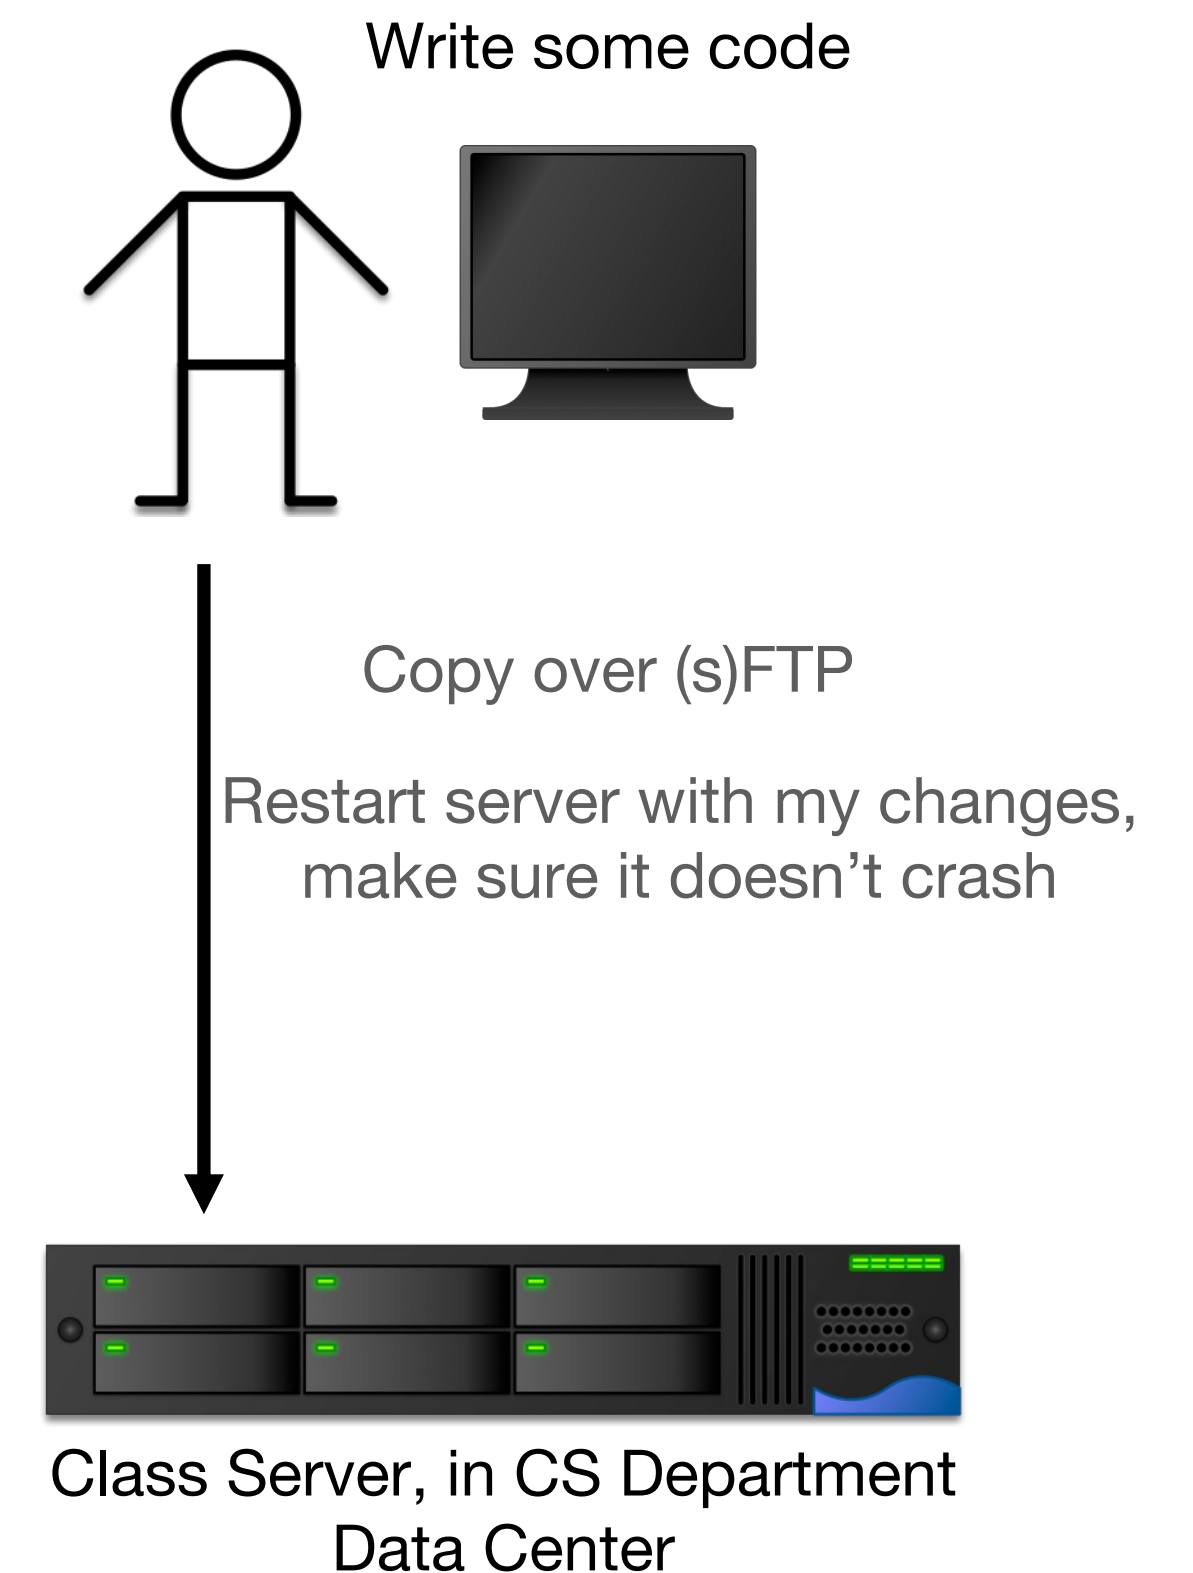 Write some code
Copy over (s)FTP
Restart server with my changes,
make sure it doesn’t crash
Class Server, in CS Department
Data Center